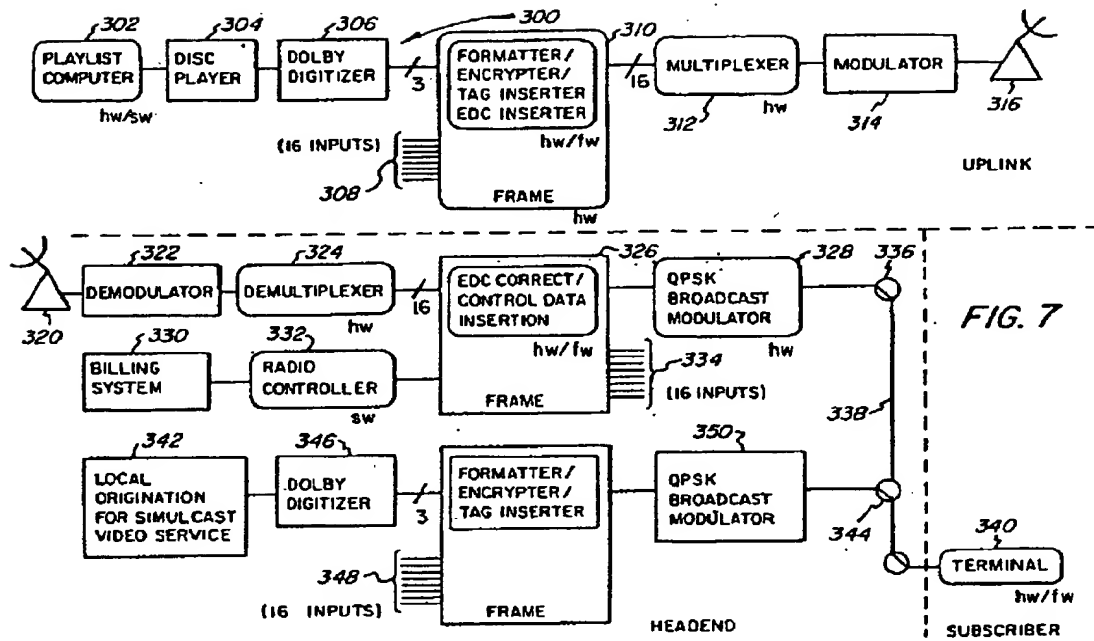 302
304
306
300
310
PLAYLIST
COMPUTER
hw/sw
DISC
PLAYER
DOLBY
DIGITIZER
3
FORMATTER/
ENCRYPTER/
TAG INSERTER
EDC INSERTER
hw/fw
16
MULTIPLEXER
312
hw
MODULATOR
314
316
(16 INPUTS)
308
FRAME
hw
UPLINK
320
322
DEMODULATOR
324
DEMULTIPLEXER
hw
16
326
EDC CORRECT/
CONTROL DATA
INSERTION
hw/fw
FRAME
328
QPSK
BROADCAST
MODULATOR
hw
336
FIG. 7
330
BILLING
SYSTEM
332
RADIO
CONTROLLER
sw
334
(16 INPUTS)
338
342
LOCAL
ORIGINATION
FOR SIMULCAST
VIDEO SERVICE
346
DOLBY
DIGITIZER
3
FORMATTER/
ENCRYPTER/
TAG INSERTER
350
QPSK
BROADCAST
MODULATOR
344
340
TERMINAL
hw/fw
348
(16 INPUTS)
FRAME
HEADEND
SUBSCRIBER